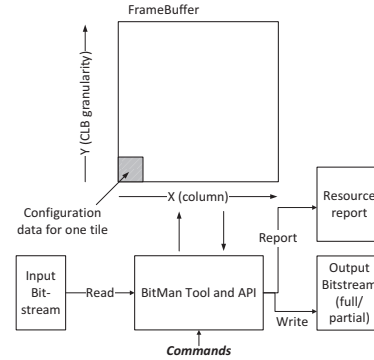 FrameBuffer
Y (CLB granularity)
X (column)
Configuration
data for one tile
Resource
report
Report
Input
Bit-
stream
Read
BitMan Tool and API
Output
Bitstream
(full/
partial)
Write
Commands